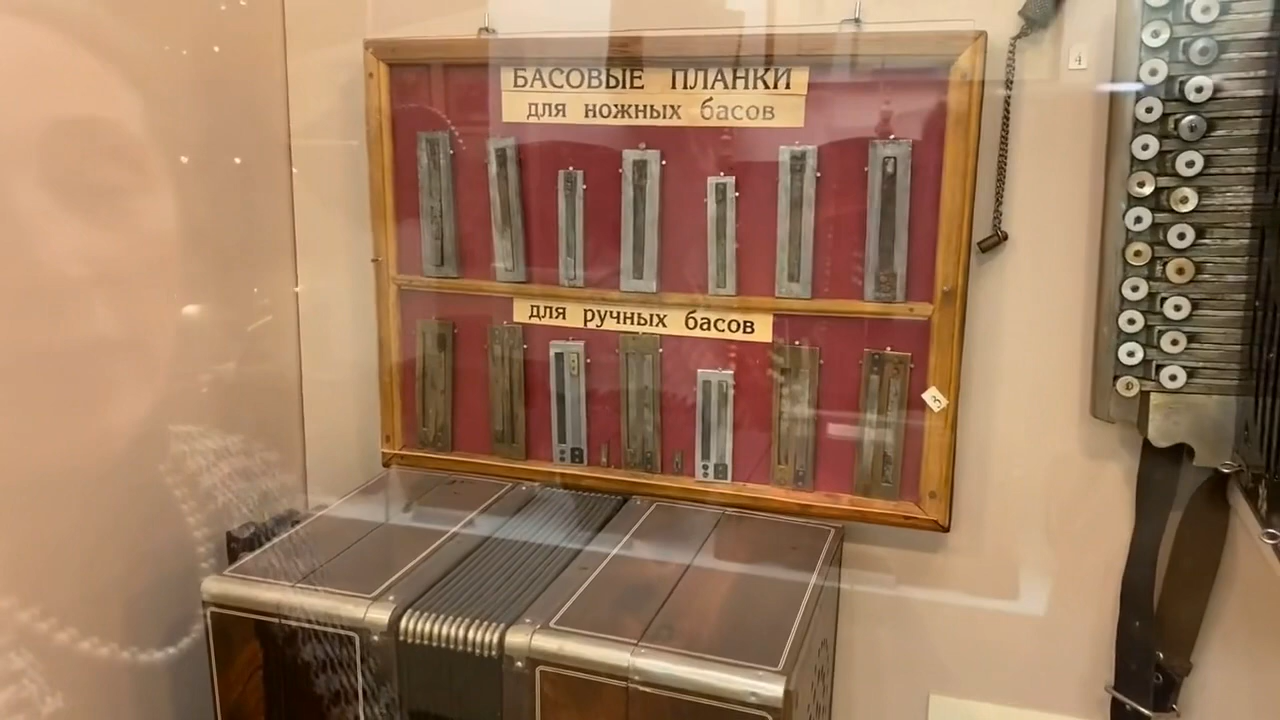 БАСОВЫЕ ПЛАНКИ
для ножных басов
для ручных басов
3
4